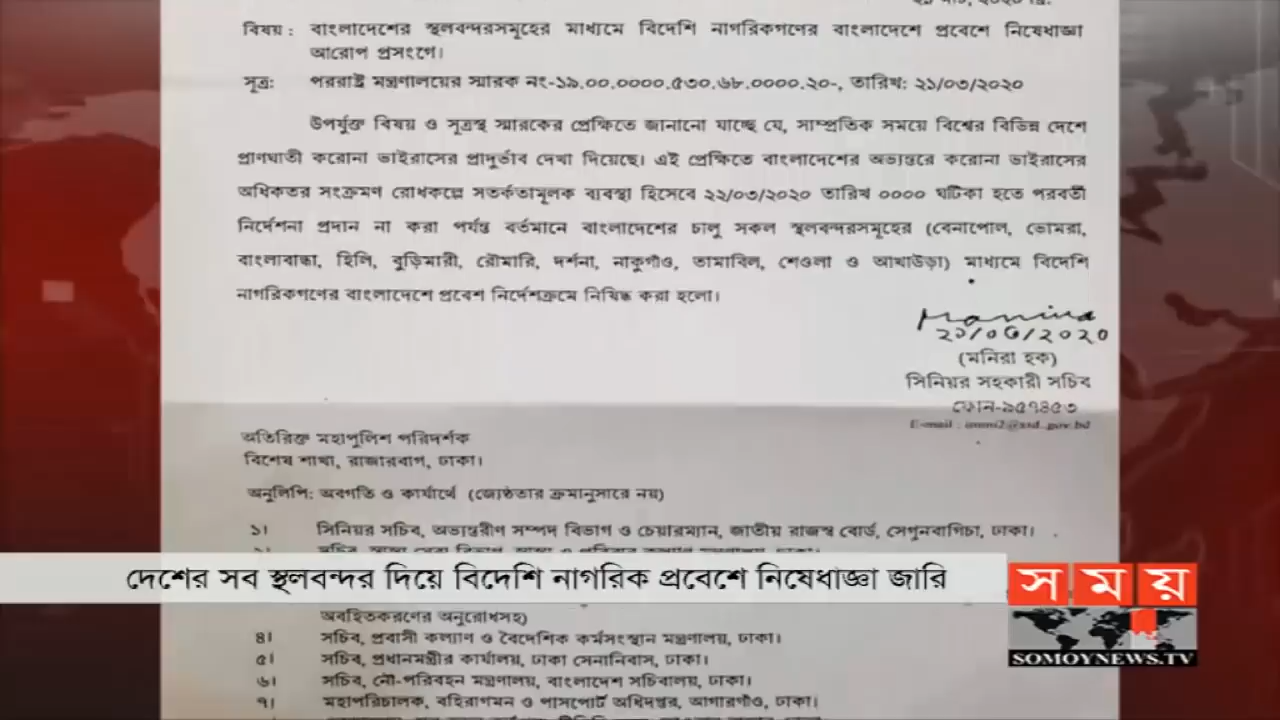 বিষয় : বাংলাদেশের স্থলবন্দরসমূহের মাধ্যমে বিদেশি নাগরিকগণের বাংলাদেশে প্রবেশে নিষেধাজ্ঞা
আরোপ প্রসংগে।
সূত্র: পররাষ্ট্র মন্ত্রণালয়ের স্মারক নং-১৯.০০.০০০০.৫৩০.৬৮.০০০০.২০-, তারিখ: ২১/০৩/২০২০
উপর্যুক্ত বিষয় ও সূত্রস্থ স্মারকের প্রেক্ষিতে জানানো যাচ্ছে যে, সাম্প্রতিক সময়ে বিশ্বের বিভিন্ন দেশে
প্রাণঘাতী করোনা ভাইরাসের প্রাদুর্ভাব দেখা দিয়েছে। এই প্রেক্ষিতে বাংলাদেশের অভ্যন্তরে করোনা ভাইরাসের
অধিকতর সংক্রমণ রোধকল্পে সতর্কতামূলক ব্যবস্থা হিসেবে ২২/০৩/২০২০ তারিখ ০০০০ ঘটিকা হতে পরবর্তী
নির্দেশনা প্রদান না করা পর্যন্ত বর্তমানে বাংলাদেশের চালু সকল স্থলবন্দরসমূহের (বেনাপোল, ভোমরা,
বাংলাবান্ধা, হিলি, বুড়িমারী, রৌমারি, দর্শনা, নাকুগাঁও, তামাবিল, শেওলা ও আখাউড়া) মাধ্যমে বিদেশি
নাগরিকগণের বাংলাদেশে প্রবেশ নির্দেশক্রমে নিষিদ্ধ করা হলো।
২১/০৩/২০২০
(মনিরা হক)
সিনিয়র সহকারী সচিব
ফোন-৯৫৭৪৫৩
E-mail : immi2@ssd.gov.bd
অতিরিক্ত মহাপুলিশ পরিদর্শক
বিশেষ শাখা, রাজারবাগ, ঢাকা।
অনুলিপি: অবগতি ও কার্যার্থে (জ্যেষ্ঠতার ক্রমানুসারে নয়)
১। সিনিয়র সচিব, অভ্যন্তরীণ সম্পদ বিভাগ ও চেয়ারম্যান, জাতীয় রাজস্ব বোর্ড, সেগুনবাগিচা, ঢাকা।
দেশের সব স্থলবন্দর দিয়ে বিদেশি নাগরিক প্রবেশে নিষেধাজ্ঞা জারি
সময়
SOMOYNEWS.TV
অবহিতকরণের অনুরোধসহ)
৪। সচিব, প্রবাসী কল্যাণ ও বৈদেশিক কর্মসংস্থান মন্ত্রণালয়, ঢাকা।
৫। সচিব, প্রধানমন্ত্রীর কার্যালয়, ঢাকা সেনানিবাস, ঢাকা।
৬। সচিব, নৌ-পরিবহন মন্ত্রণালয়, বাংলাদেশ সচিবালয়, ঢাকা।
৭। মহাপরিচালক, বহিরাগমন ও পাসপোর্ট অধিদপ্তর, আগারগাঁও, ঢাকা।